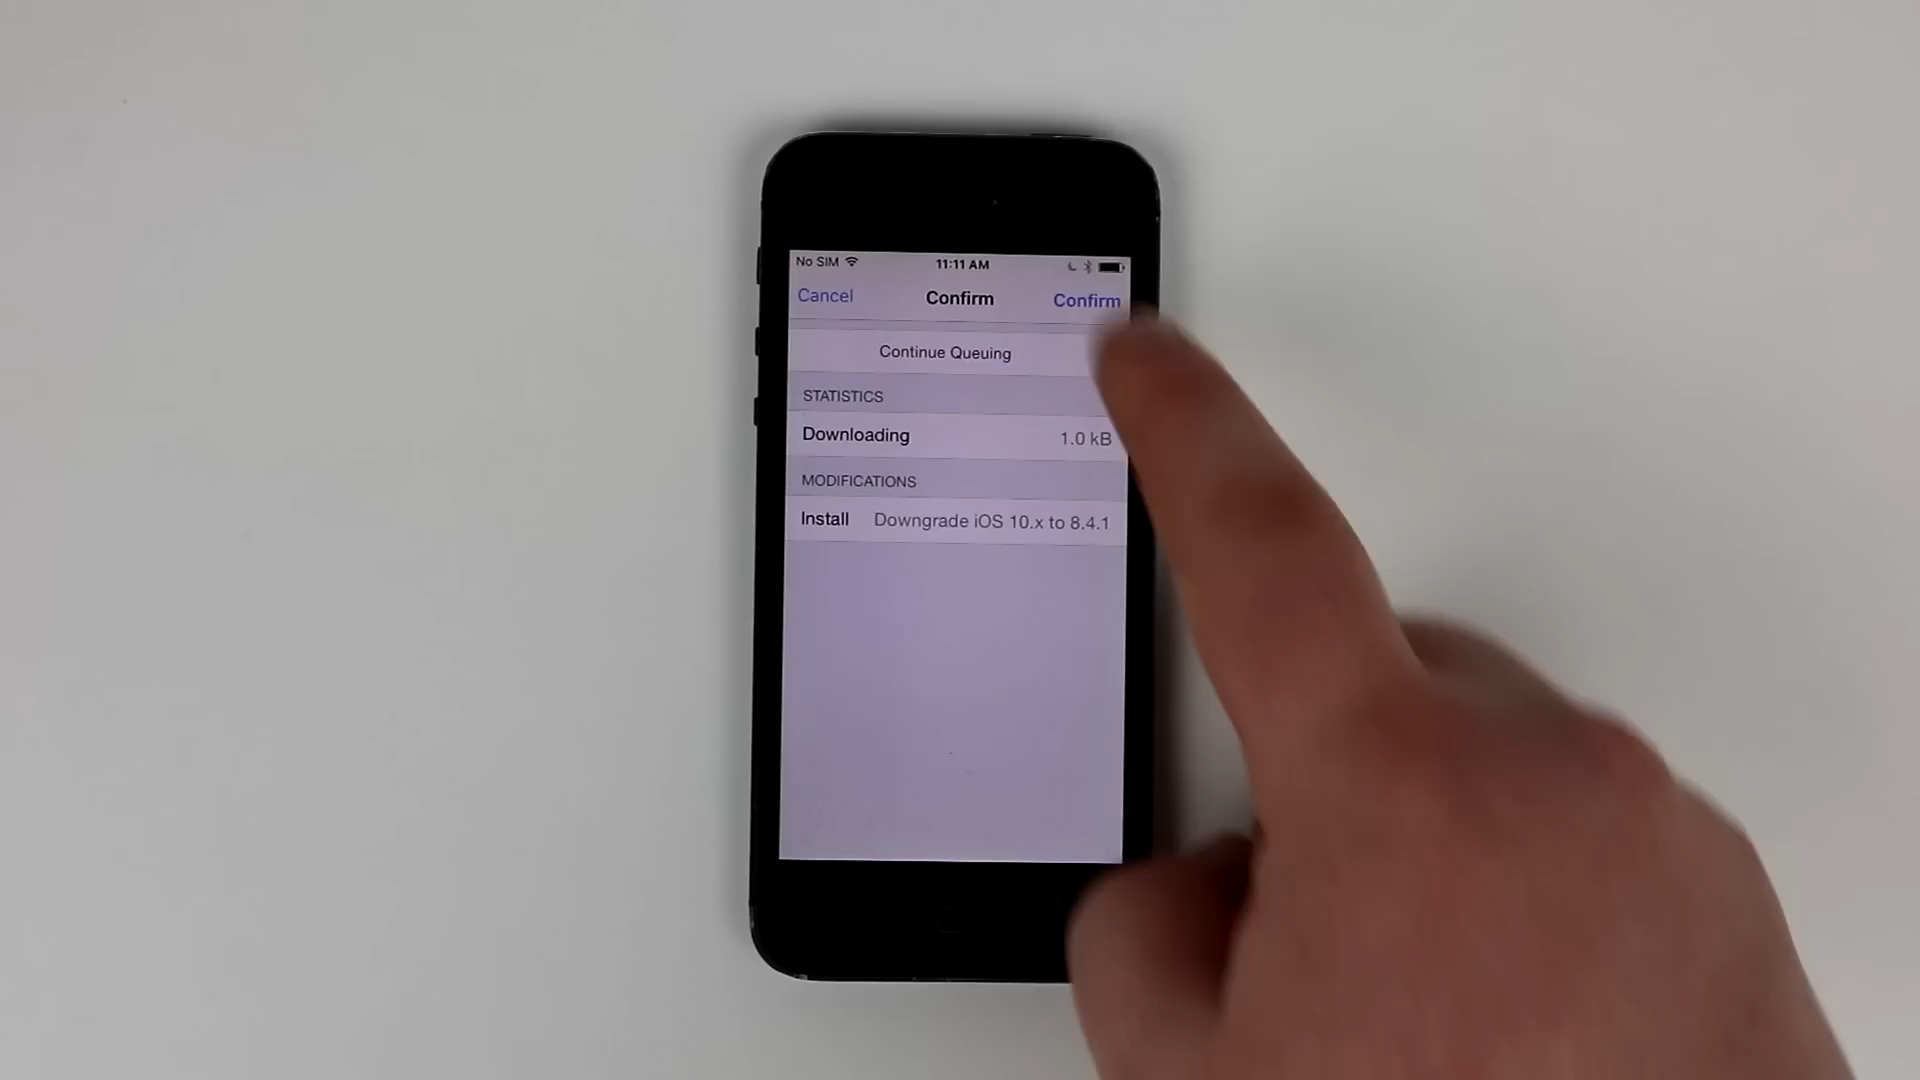 No SIM 11:11 AM
Cancel Confirm Confirm
Continue Queuing
STATISTICS
Downloading 1.0 kB
MODIFICATIONS
Install Downgrade iOS 10.x to 8.4.1